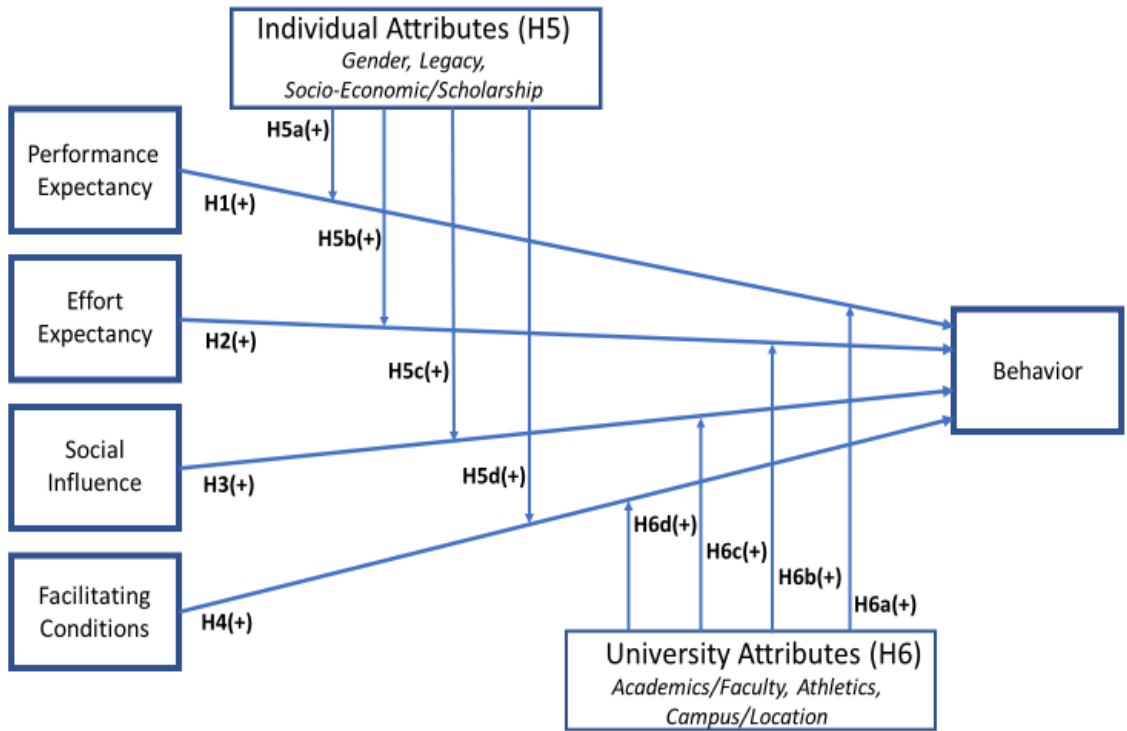 Individual Attributes (H5)
Gender, Legacy,
Socio-Economic/Scholarship
H5a(+)
Performance
Expectancy
H1(+)
H5b(+)
Effort
Expectancy
H2(+)
H5c(+)
Behavior
Social
Influence
H3(+)
H5d(+)
H6d(+)
H6c(+)
H6b(+)
H6a(+)
Facilitating
Conditions
H4(+)
University Attributes (H6)
Academics/Faculty, Athletics,
Campus/Location